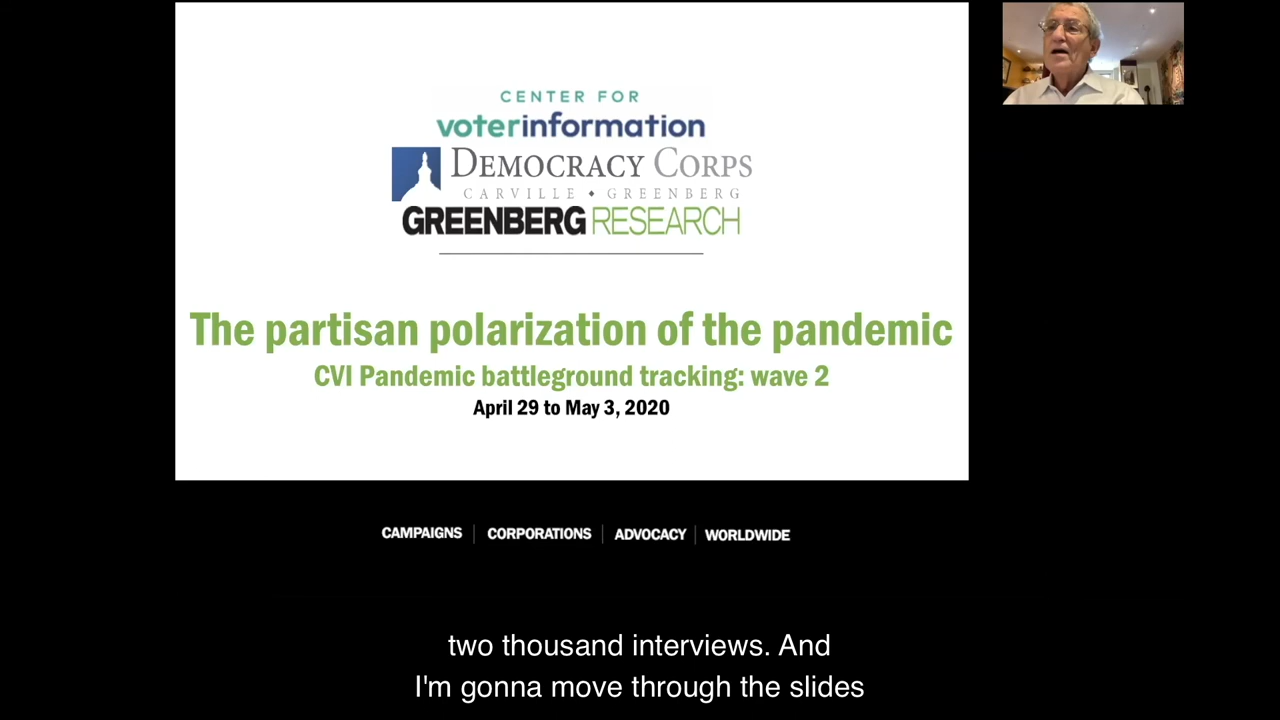 CENTER FOR
voterinformation
DEMOCRACY CORPS
CARVILLE ♦ GREENBERG
GREENBERG RESEARCH
The partisan polarization of the pandemic
CVI Pandemic battleground tracking: wave 2
April 29 to May 3, 2020
CAMPAIGNS | CORPORATIONS | ADVOCACY | WORLDWIDE
two thousand interviews. And
I'm gonna move through the slides